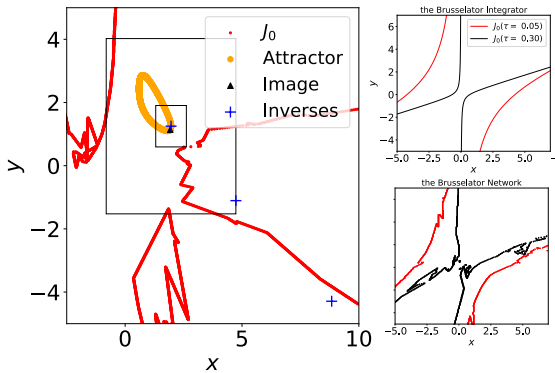 J₀
Attractor
Image
Inverses
y
4
2
0
−2
−4
0
5
10
x
the Brusselator Integrator
J₀(τ = 0.05)
J₀(τ = 0.30)
y
4
2
0
−2
−4
−5.0
−2.5
0.0
2.5
5.0
x
the Brusselator Network
−5.0
−2.5
0.0
2.5
5.0
x